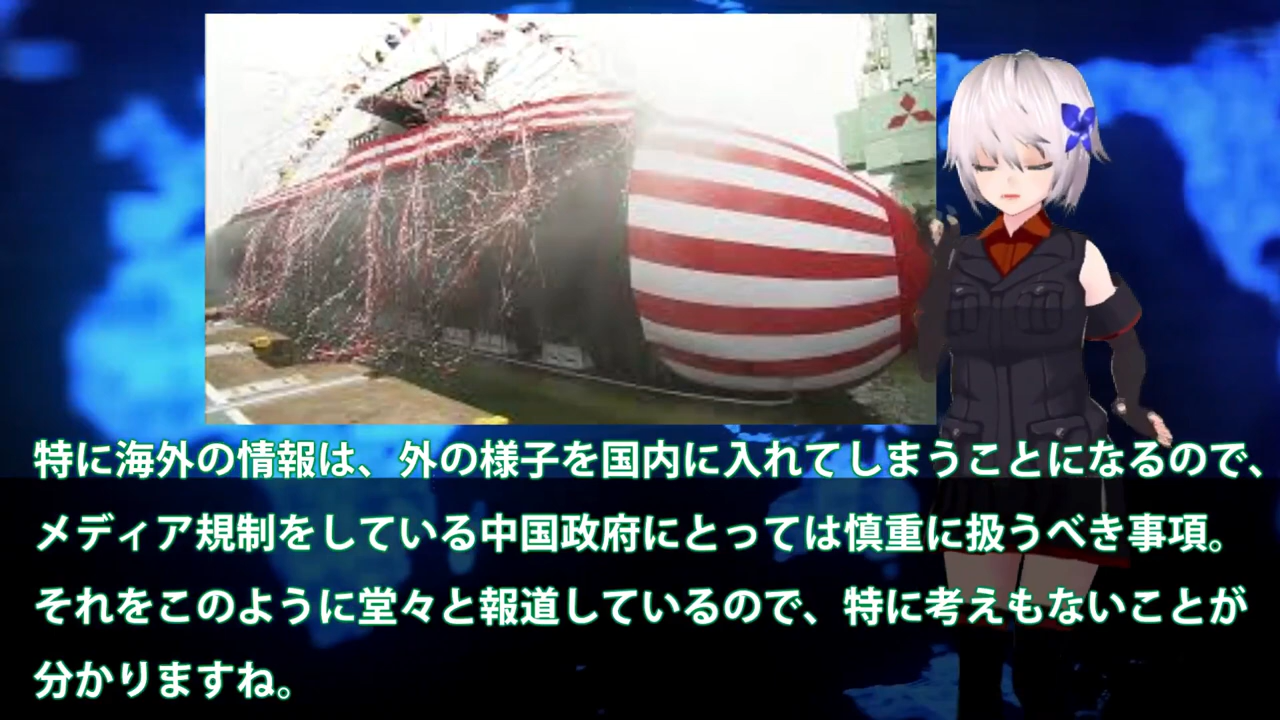 特に海外の情報は、外の様子を国内に入れてしまうことになるので、
メディア規制をしている中国政府にとっては慎重に扱うべき事項。
それをこのように堂々と報道しているので、特に考えもないことが
分かりますね。